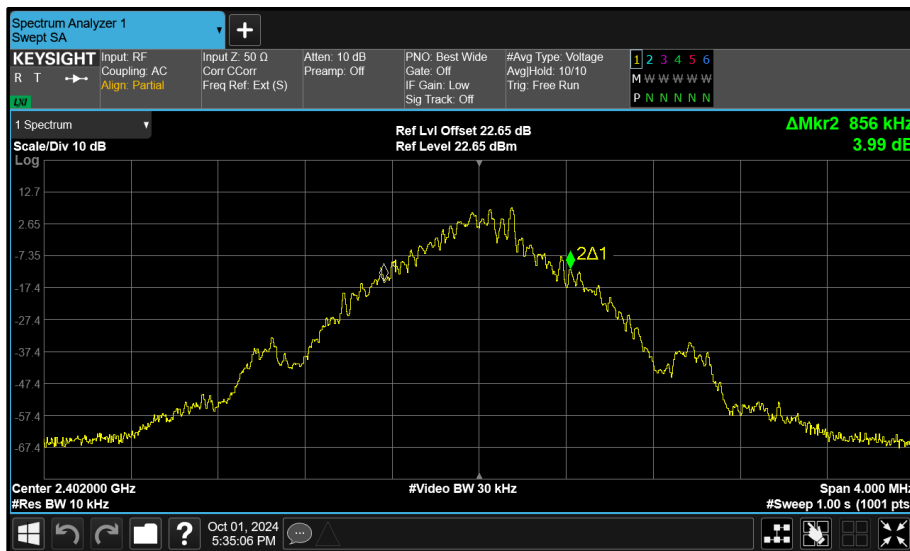 Spectrum Analyzer 1
Swept SA
+
KEYSIGHT
R T
LXI
Input: RF
Coupling: AC
Align: Partial
Input Z: 50 Ω
Corr CCorr
Freq Ref: Ext (S)
Atten: 10 dB
Preamp: Off
PNO: Best Wide
Gate: Off
IF Gain: Low
Sig Track: Off
#Avg Type: Voltage
Avg|Hold: 10/10
Trig: Free Run
1 2 3 4 5 6
M W W W W W
P N N N N N
1 Spectrum
Scale/Div 10 dB
Ref Lvl Offset 22.65 dB
Ref Level 22.65 dBm
ΔMkr2 856 kHz
3.99 dB
Log
12.7
2.65
-7.35
-17.4
-27.4
-37.4
-47.4
-57.4
-67.4
2Δ1
Center 2.402000 GHz
#Res BW 10 kHz
#Video BW 30 kHz
Span 4.000 MHz
#Sweep 1.00 s (1001 pts
?
Oct 01, 2024
5:35:06 PM